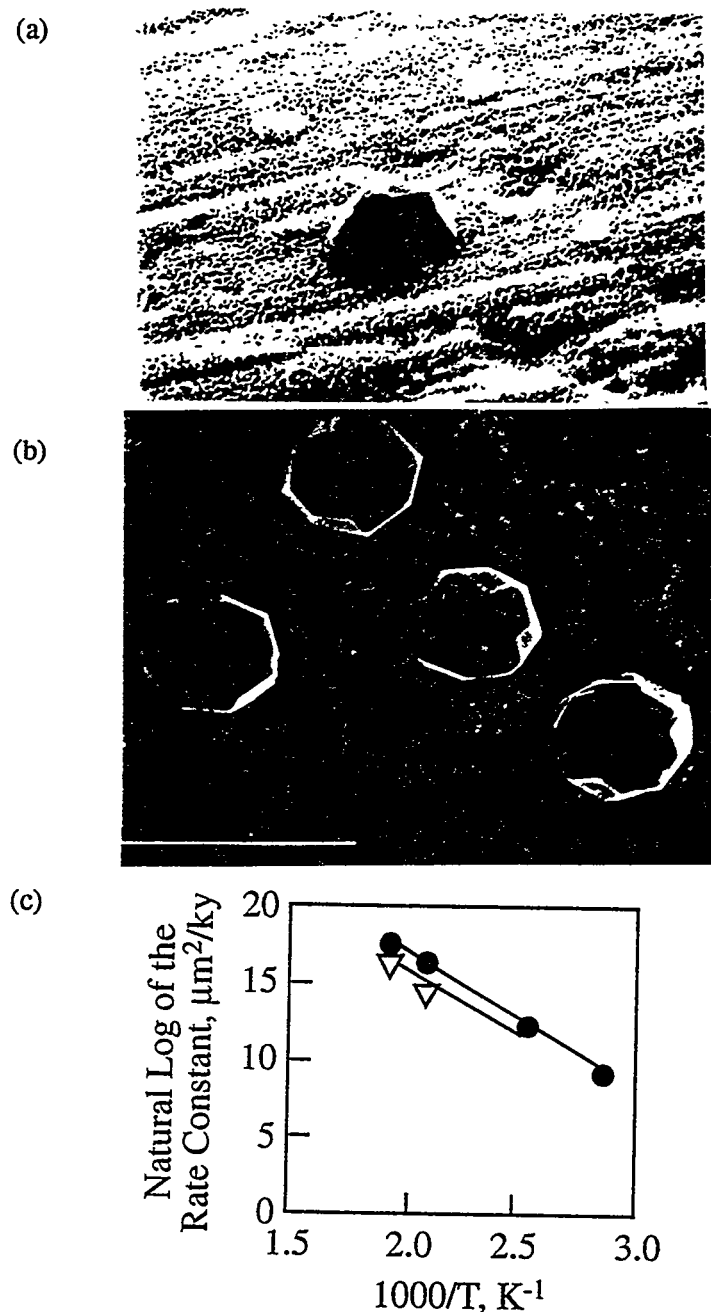 (a)
(b)
(c)
Natural Log of the
Rate Constant, μm²/ky
20
15
10
5
0
1.5
2.0
2.5
3.0
1000/T, K⁻¹